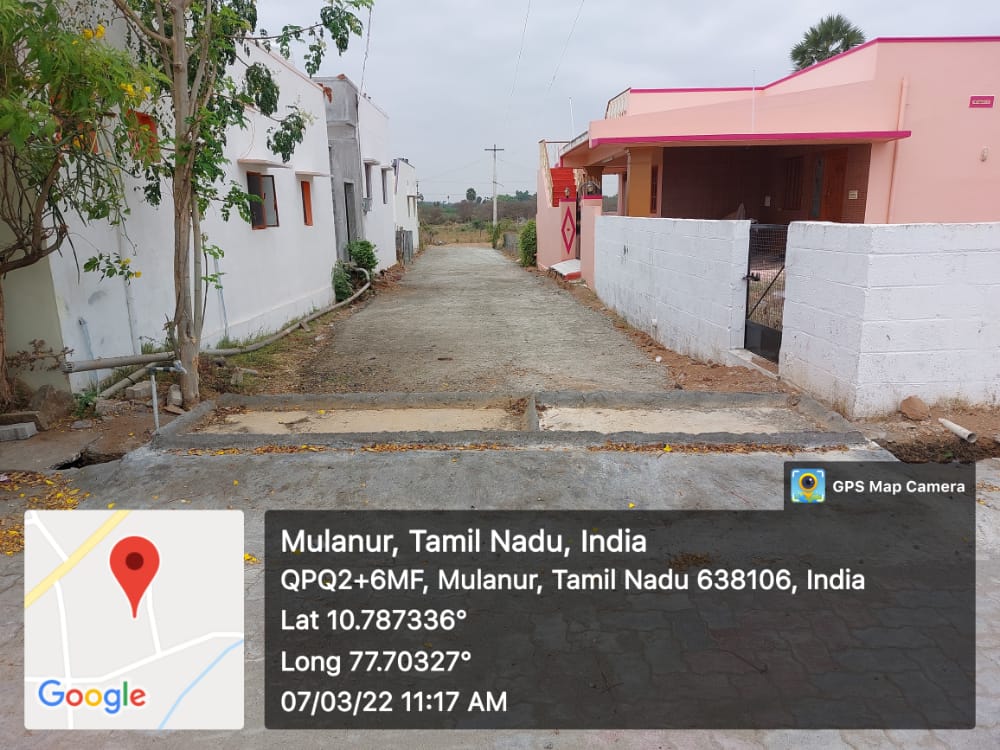 GPS Map Camera
Mulanur, Tamil Nadu, India
QPQ2+6MF, Mulanur, Tamil Nadu 638106, India
Lat 10.787336°
Long 77.70327°
07/03/22 11:17 AM
Google